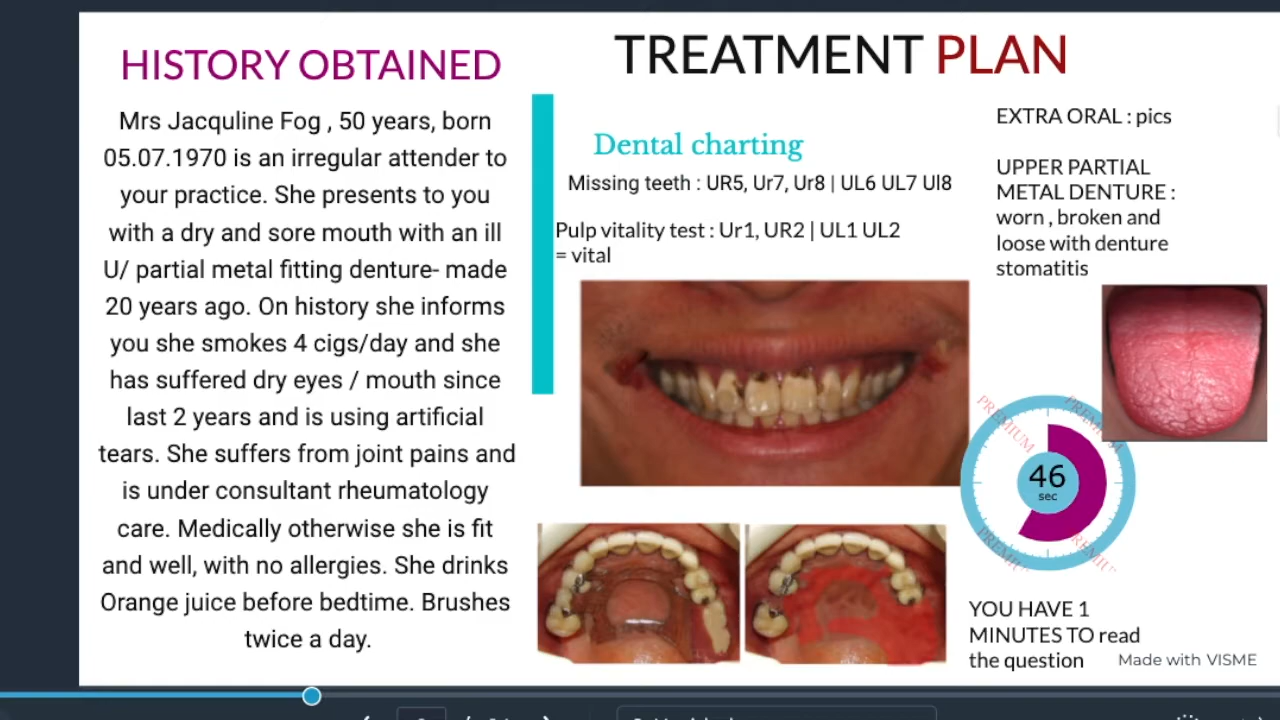 HISTORY OBTAINED
Mrs Jacquline Fog , 50 years, born
05.07.1970 is an irregular attender to
your practice. She presents to you
with a dry and sore mouth with an ill
U/ partial metal fitting denture- made
20 years ago. On history she informs
you she smokes 4 cigs/day and she
has suffered dry eyes / mouth since
last 2 years and is using artificial
tears. She suffers from joint pains and
is under consultant rheumatology
care. Medically otherwise she is fit
and well, with no allergies. She drinks
Orange juice before bedtime. Brushes
twice a day.
TREATMENT PLAN
Dental charting
Missing teeth : UR5, Ur7, Ur8 | UL6 UL7 Ul8
Pulp vitality test : Ur1, UR2 | UL1 UL2
= vital
EXTRA ORAL : pics
UPPER PARTIAL
METAL DENTURE :
worn , broken and
loose with denture
stomatitis
PREMIUM
46
sec
YOU HAVE 1
MINUTES TO read
the question
Made with VISME